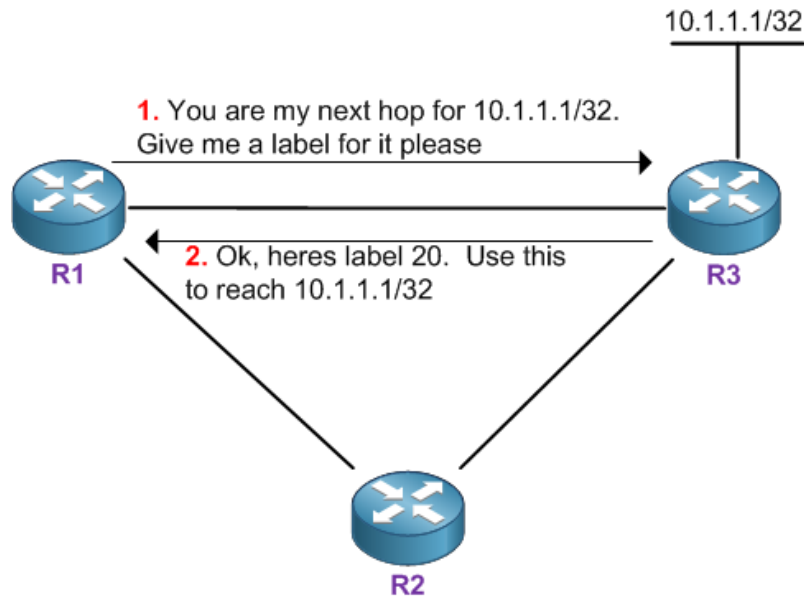 10.1.1.1/32
1. You are my next hop for 10.1.1.1/32.
Give me a label for it please
2. Ok, heres label 20.  Use this
to reach 10.1.1.1/32
R1
R3
R2